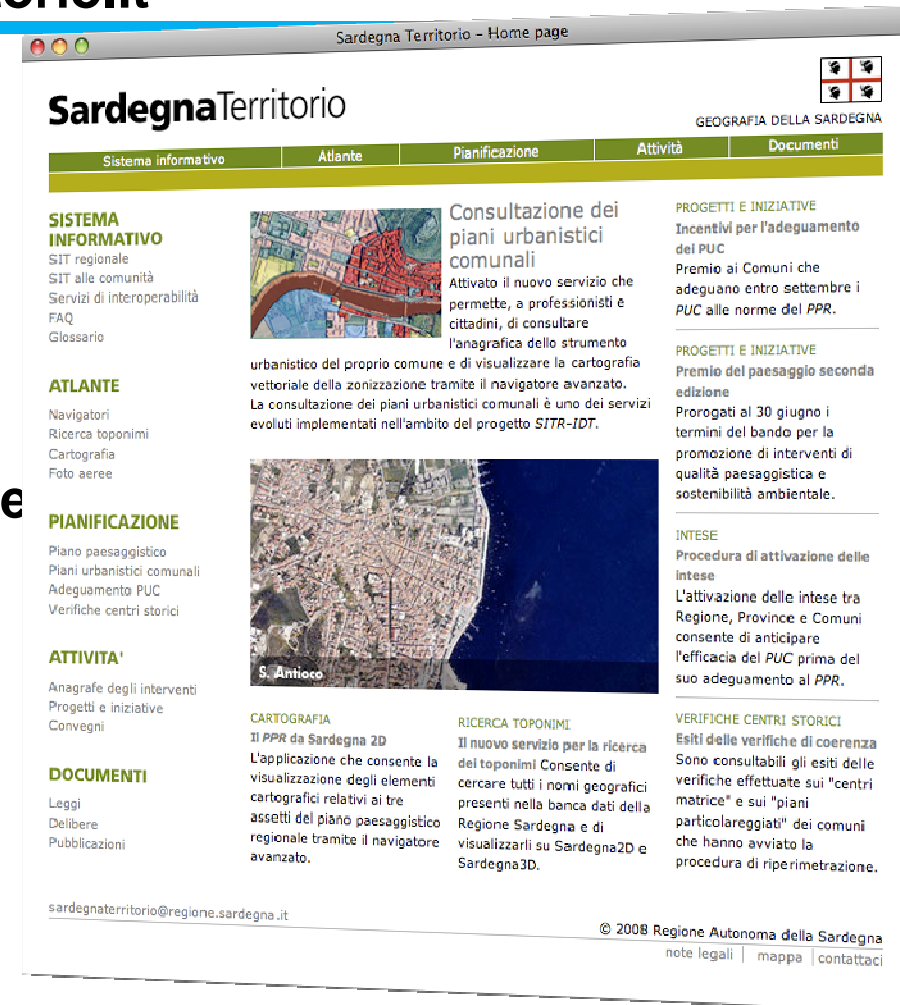 Sardegna Territorio - Home page
SardegnaTerritorio
GEOGRAFIA DELLA SARDEGNA
Sistema informativo
Atlante
Pianificazione
Attività
Documenti
SISTEMA
INFORMATIVO
SIT regionale
SIT alle comunità
Servizi di interoperabilità
FAQ
Glossario
ATLANTE
Navigatori
Ricerca toponimi
Cartografia
Foto aeree
PIANIFICAZIONE
Piano paesaggistico
Piani urbanistici comunali
Adeguamento PUC
Verifiche centri storici
ATTIVITA'
Anagrafe degli interventi
Progetti e iniziative
Convegni
DOCUMENTI
Leggi
Delibere
Pubblicazioni
Consultazione dei
piani urbanistici
comunali
Attivato il nuovo servizio che
permette, a professionisti e
cittadini, di consultare
l'anagrafica dello strumento
urbanistico del proprio comune e di visualizzare la cartografia
vettoriale della zonizzazione tramite il navigatore avanzato.
La consultazione dei piani urbanistici comunali è uno dei servizi
evoluti implementati nell'ambito del progetto SITR-IDT.
S. Antioco
CARTOGRAFIA
Il PPR da Sardegna 2D
L'applicazione che consente la
visualizzazione degli elementi
cartografici relativi ai tre
assetti del piano paesaggistico
regionale tramite il navigatore
avanzato.
RICERCA TOPONIMI
Il nuovo servizio per la ricerca
dei toponimi Consente di
cercare tutti i nomi geografici
presenti nella banca dati della
Regione Sardegna e di
visualizzarli su Sardegna2D e
Sardegna3D.
PROGETTI E INIZIATIVE
Incentivi per l'adeguamento
dei PUC
Premio ai Comuni che
adeguano entro settembre i
PUC alle norme del PPR.
PROGETTI E INIZIATIVE
Premio del paesaggio seconda
edizione
Prorogati al 30 giugno i
termini del bando per la
promozione di interventi di
qualità paesaggistica e
sostenibilità ambientale.
INTESE
Procedura di attivazione delle
intese
L'attivazione delle intese tra
Regione, Province e Comuni
consente di anticipare
l'efficacia del PUC prima del
suo adeguamento al PPR.
VERIFICHE CENTRI STORICI
Esiti delle verifiche di coerenza
Sono consultabili gli esiti delle
verifiche effettuate sui "centri
matrice" e sui "piani
particolareggiati" dei comuni
che hanno avviato la
procedura di riperimetrazione.
sardegnaterritorio@regione.sardegna.it
© 2008 Regione Autonoma della Sardegna
note legali | mappa | contattaci